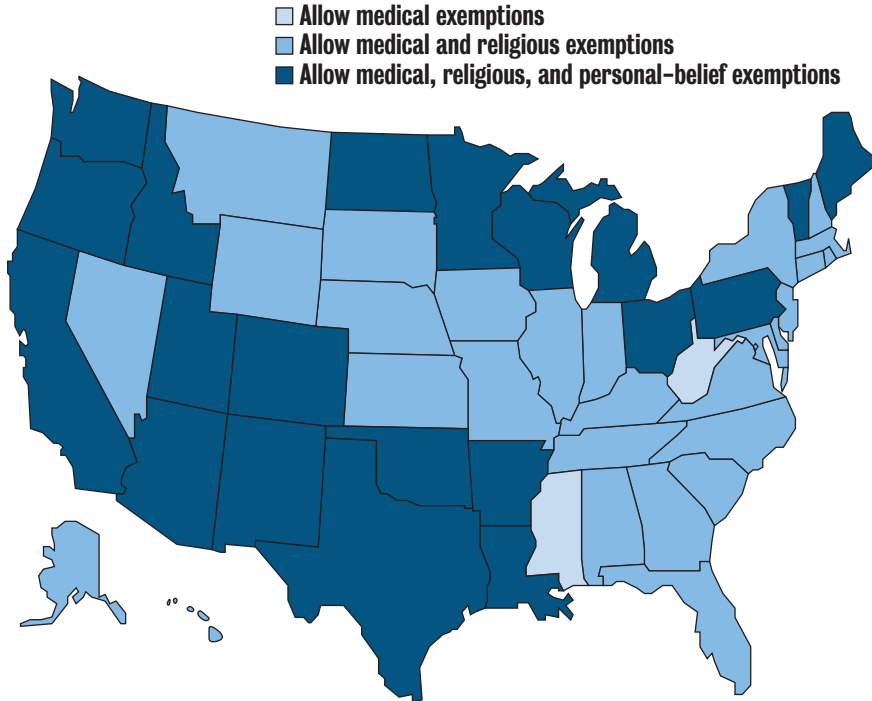 Allow medical exemptions
Allow medical and religious exemptions
Allow medical, religious, and personal-belief exemptions